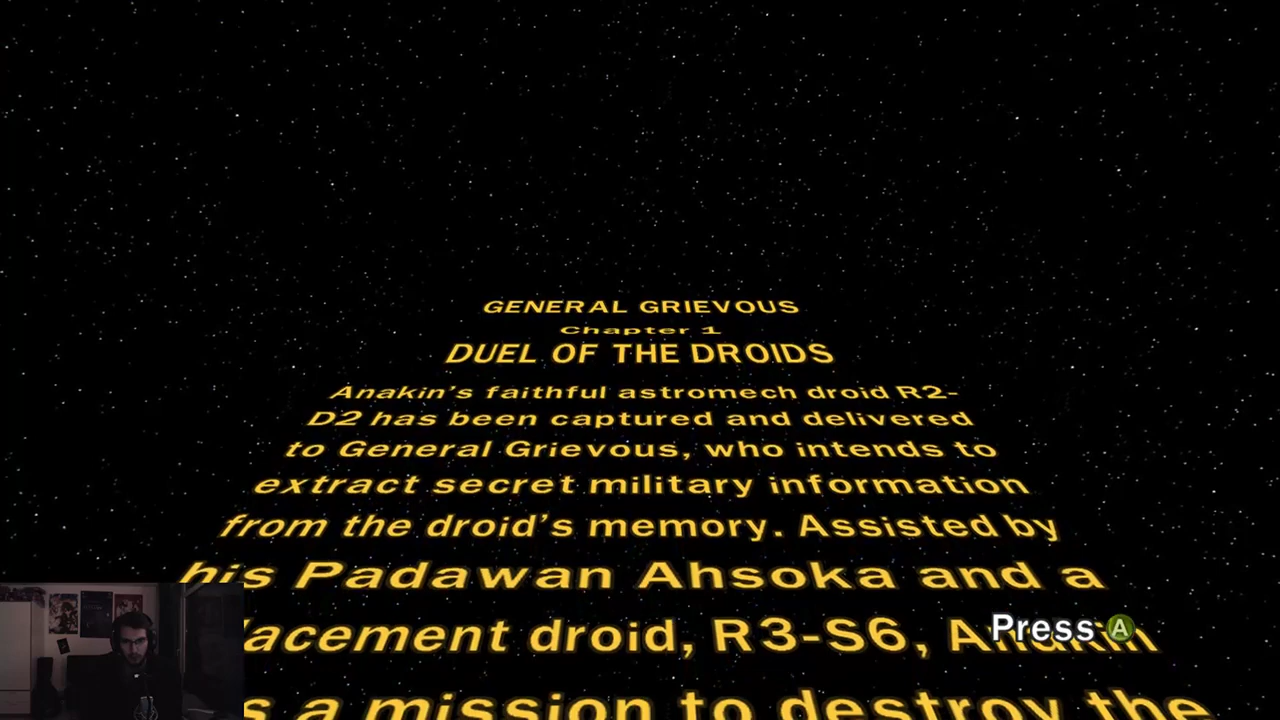 GENERAL GRIEVOUS
Chapter 1
DUEL OF THE DROIDS
Anakin's faithful astromech droid R2-
D2 has been captured and delivered
to General Grievous, who intends to
extract secret military information
from the droid's memory. Assisted by
his Padawan Ahsoka and a
lacement droid, R3-S6, Anakin
s a mission to destroy the
Press A